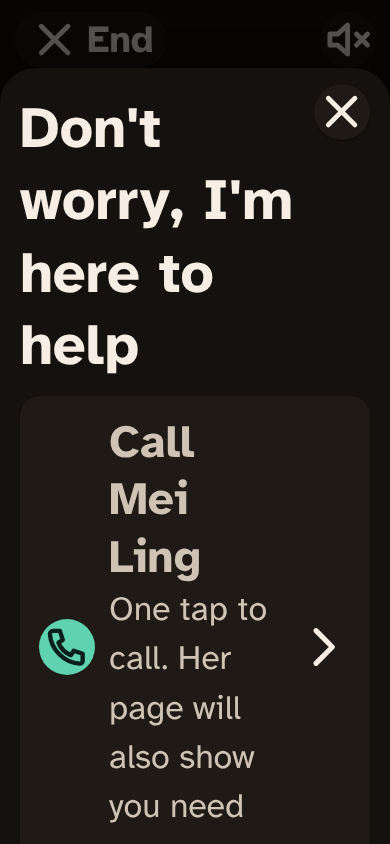 End
Don't
worry, I'm
here to
help
Call
Mei
Ling
One tap to
call. Her
page will
also show
you need